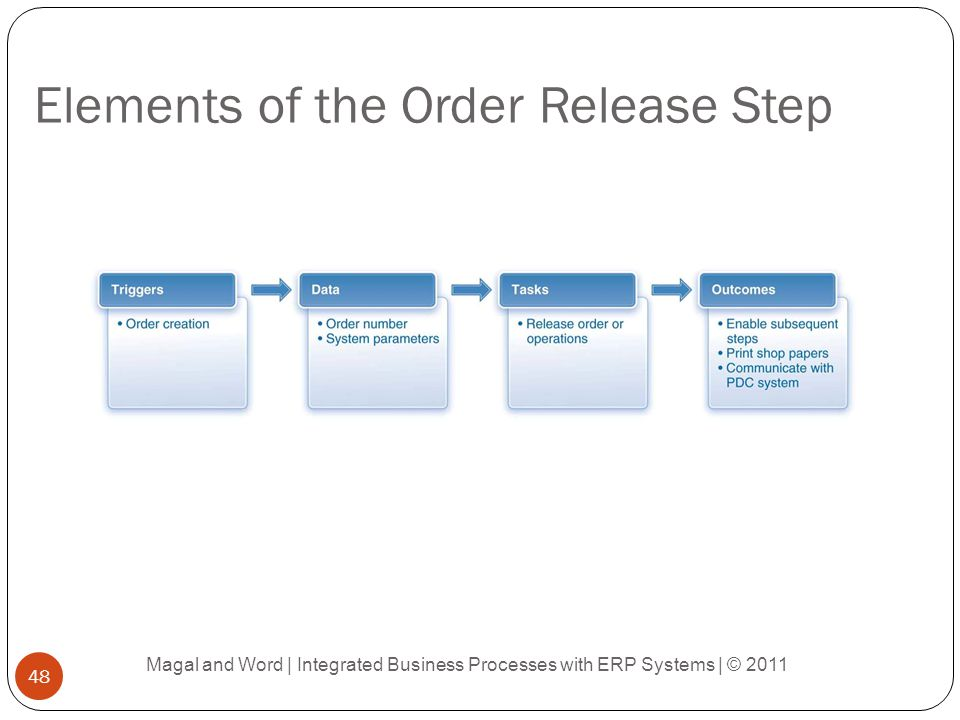 Elements of the Order Release Step
Triggers
• Order creation
Data
• Order number
• System parameters
Tasks
• Release order or
operations
Outcomes
• Enable subsequent
steps
• Print shop papers
• Communicate with
PDC system
48
Magal and Word | Integrated Business Processes with ERP Systems | © 2011